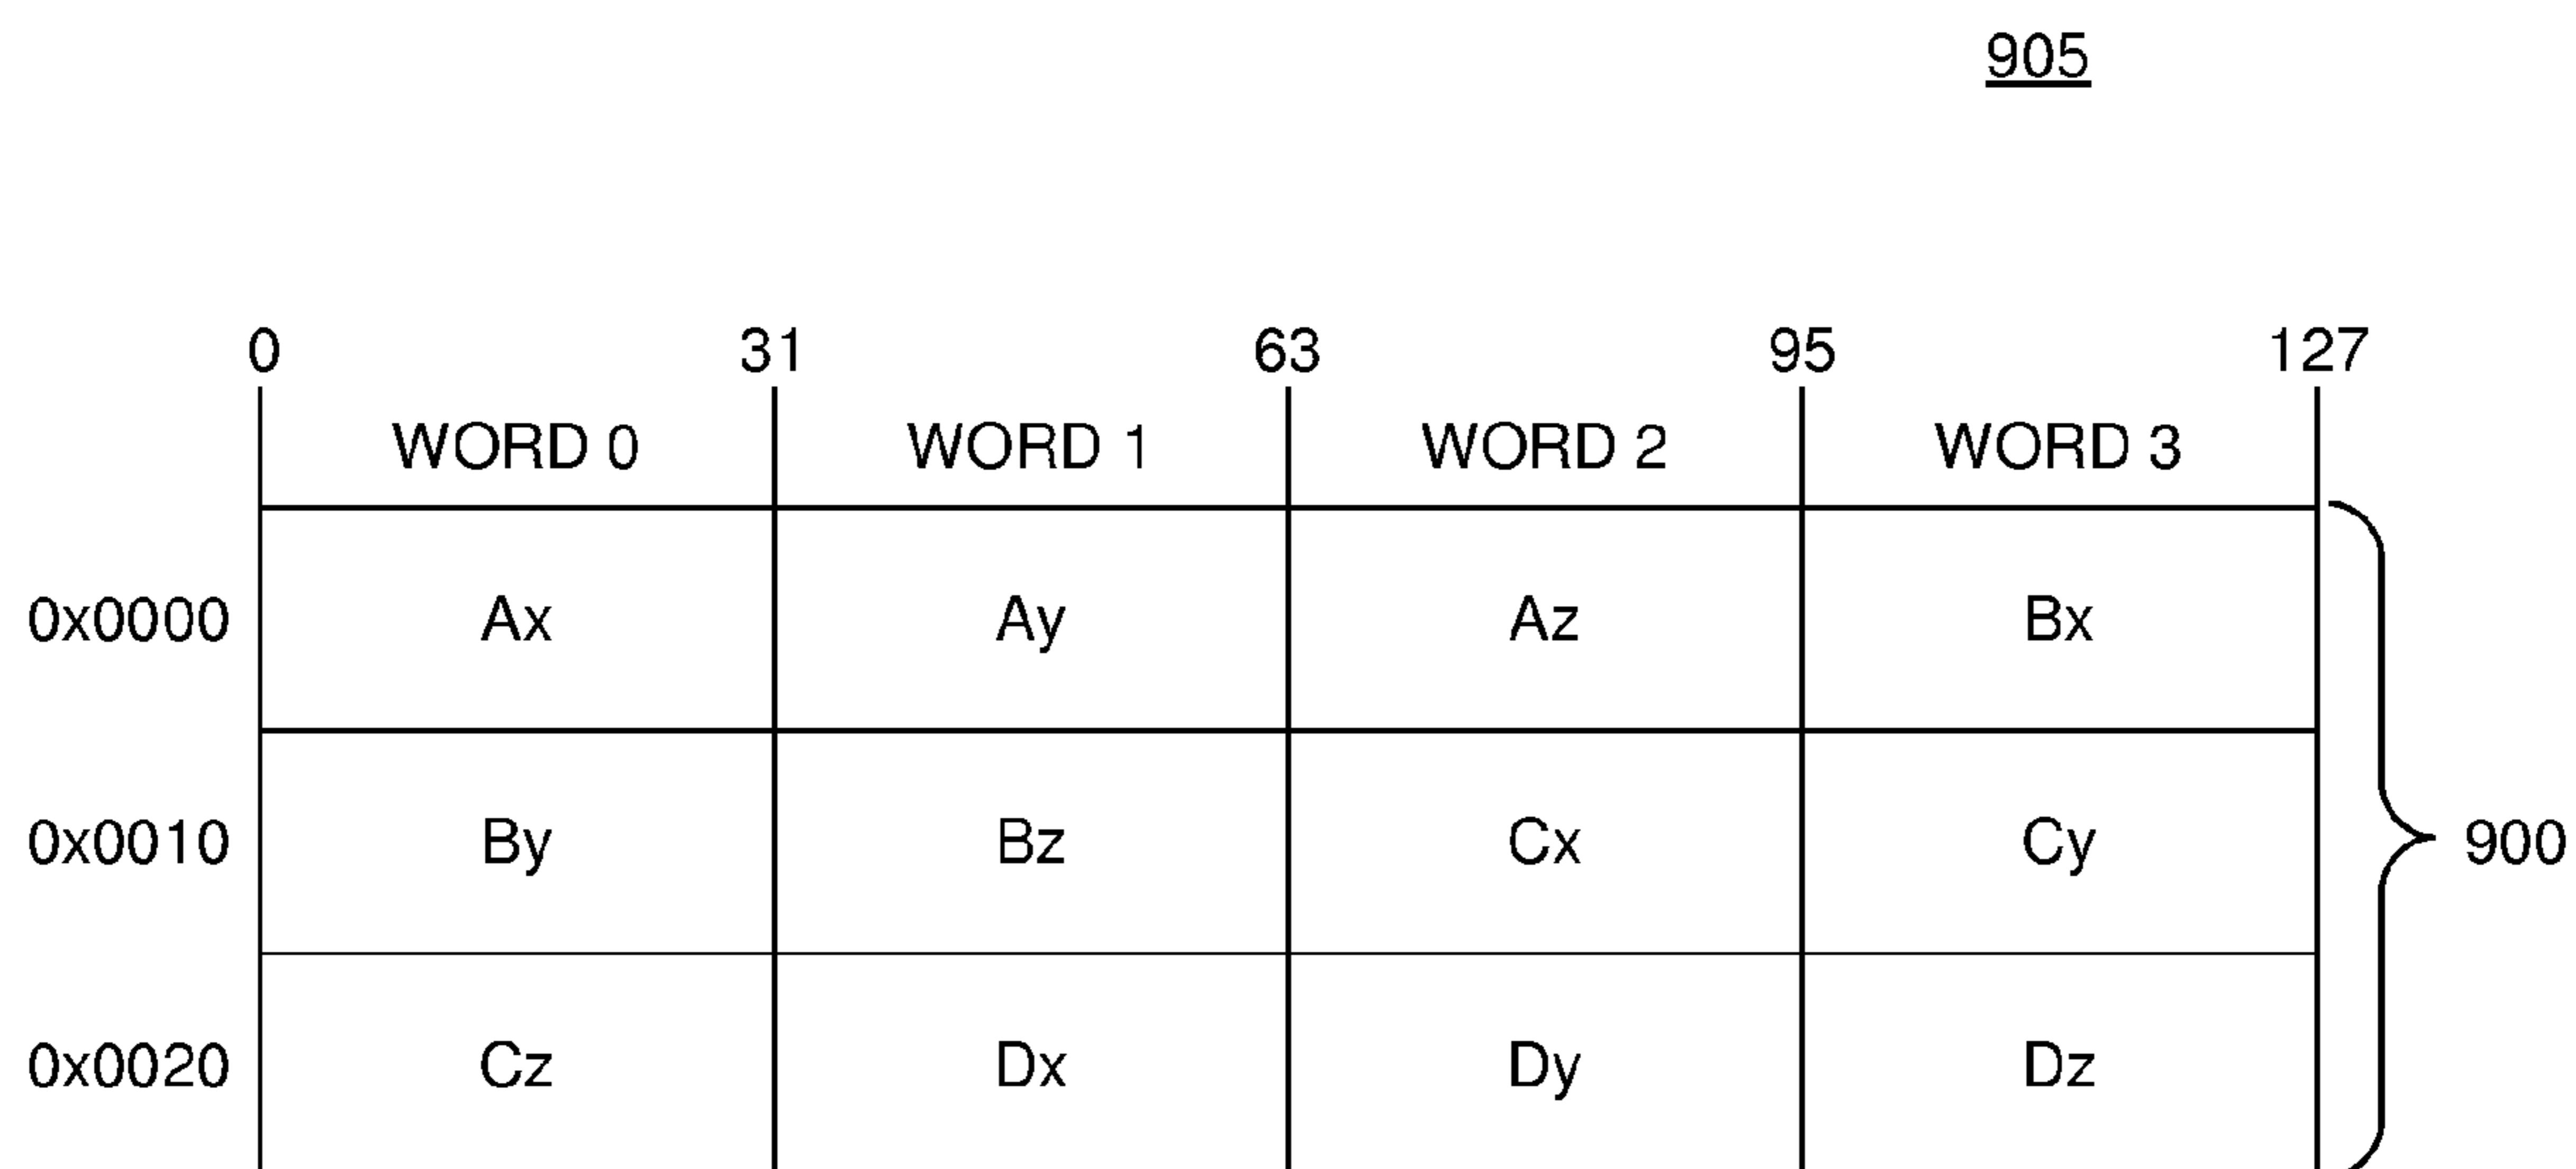 905
0 31 63 95 127
WORD 0 WORD 1 WORD 2 WORD 3
0x0000 Ax Ay Az Bx
0x0010 By Bz Cx Cy 900
0x0020 Cz Dx Dy Dz